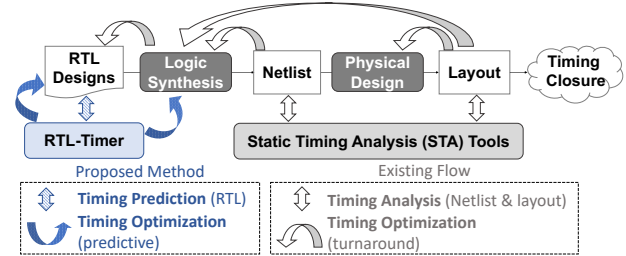 RTL
Designs
Logic
Synthesis
Netlist
Physical
Design
Layout
Timing
Closure
RTL-Timer
Static Timing Analysis (STA) Tools
Proposed Method
Existing Flow
Timing Prediction (RTL)
Timing Optimization
(predictive)
Timing Analysis (Netlist & layout)
Timing Optimization
(turnaround)